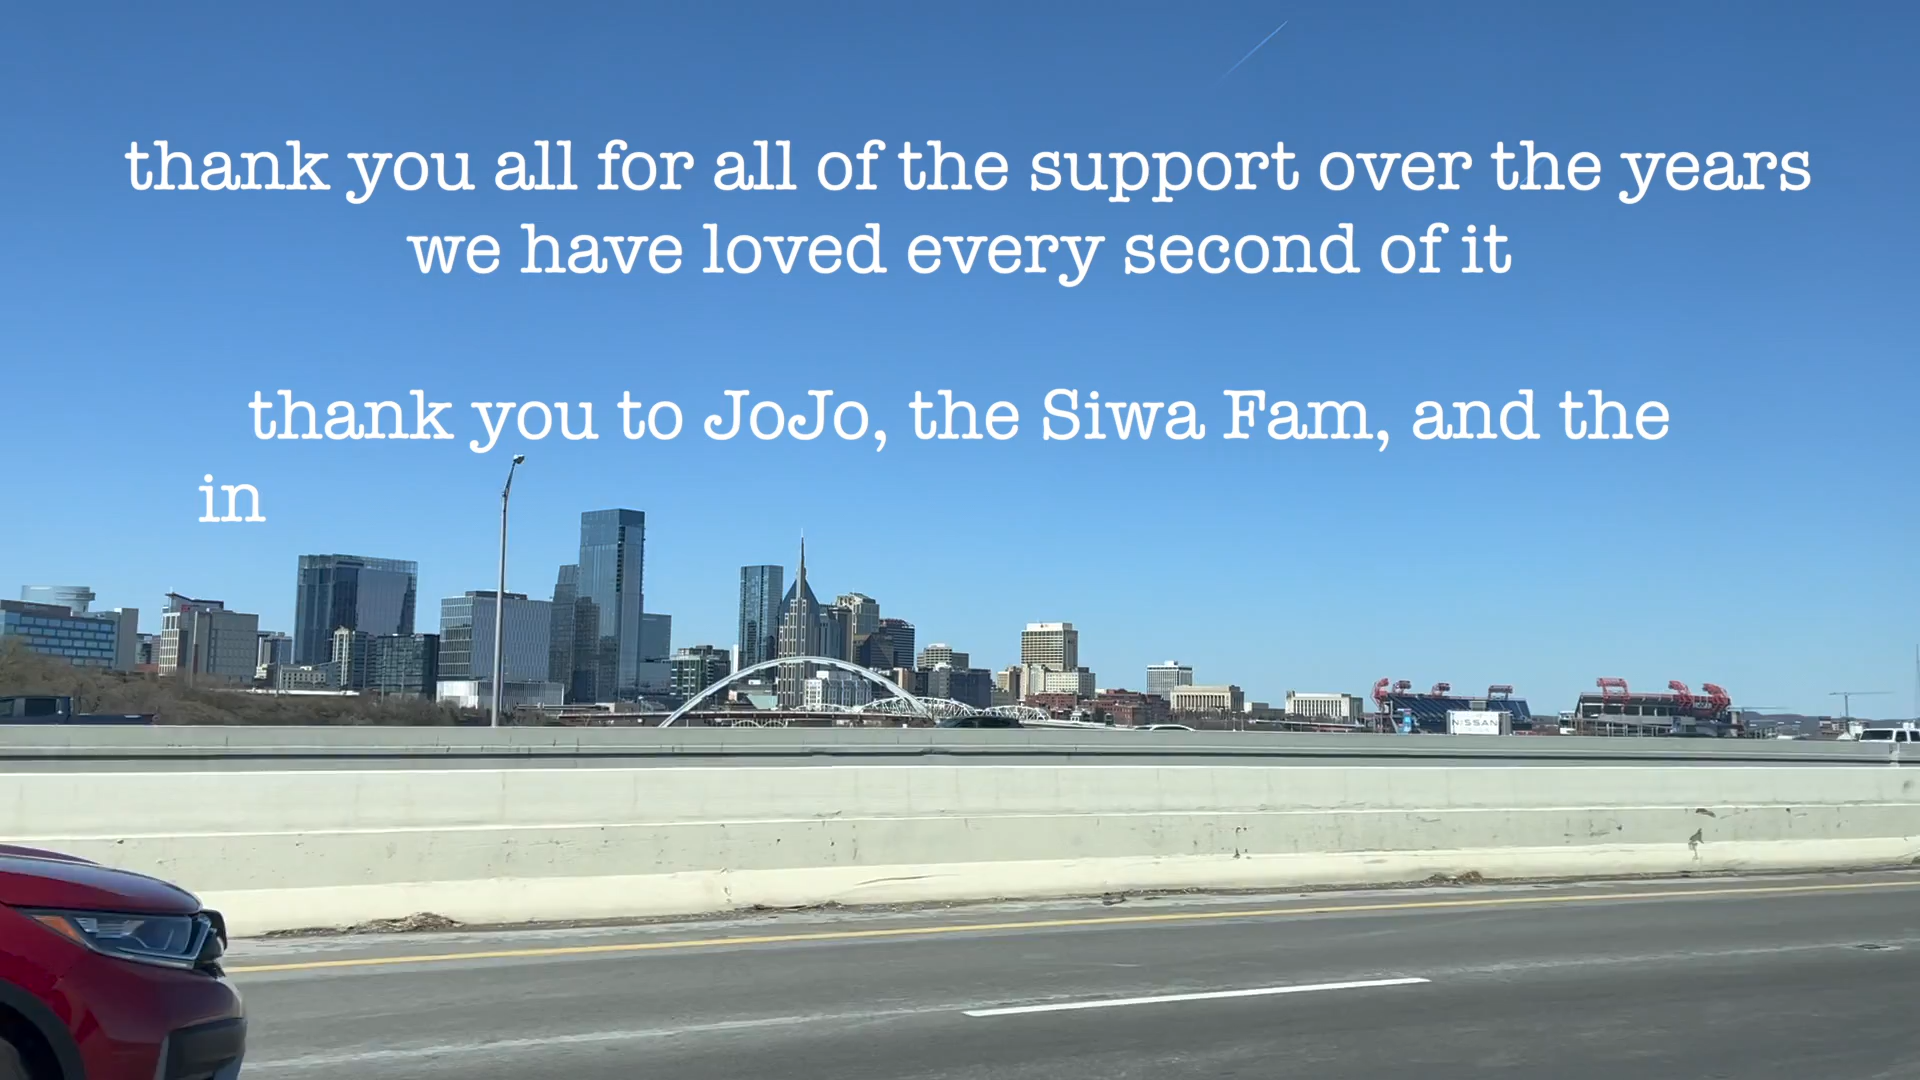 thank you all for all of the support over the years
we have loved every second of it
thank you to JoJo, the Siwa Fam, and the
in
NISSAN